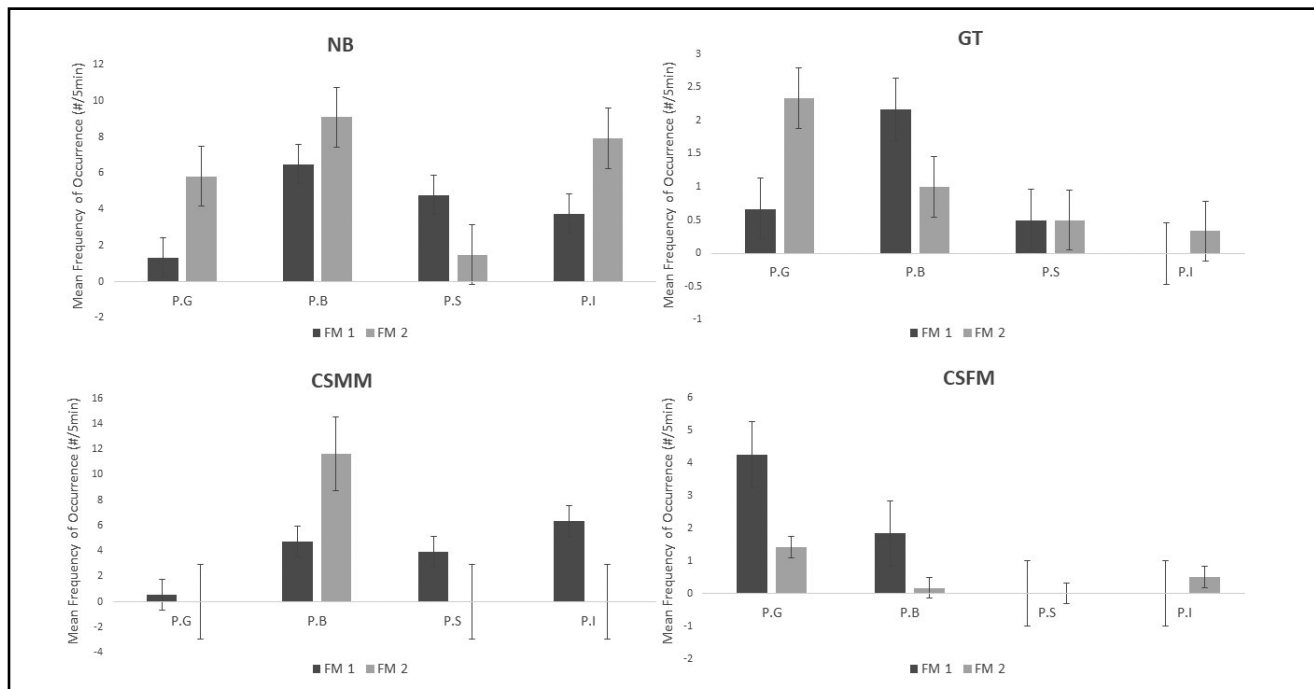 NB
Mean Frequency of Occurrence (#/5min)
12
10
8
6
4
2
0
-2
P.G P.B P.S P.I
FM 1 FM 2
GT
Mean Frequency of Occurrence (#/5min)
3
2.5
2
1.5
1
0.5
0
-0.5
-1
P.G P.B P.S P.I
FM 1 FM 2
CSMM
Mean Frequency of Occurrence (#/5min)
16
14
12
10
8
6
4
2
0
-2
-4
P.G P.B P.S P.I
FM 1 FM 2
CSFM
Mean Frequency of Occurrence (#/5min)
6
5
4
3
2
1
0
-1
-2
P.G P.B P.S P.I
FM 1 FM 2